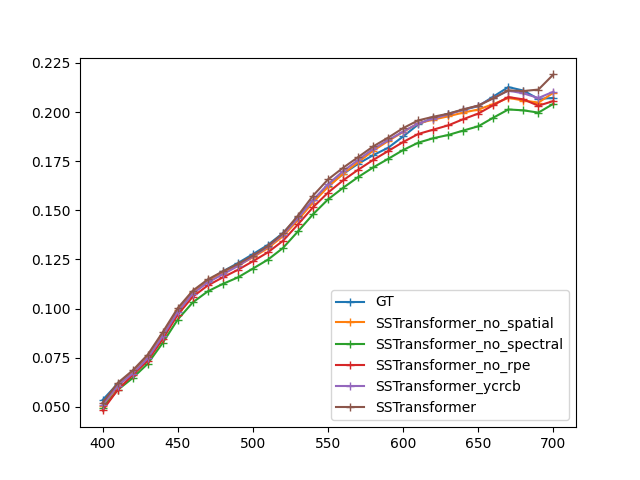 0.225
0.200
0.175
0.150
0.125
0.100
0.075
0.050
400 450 500 550 600 650 700
GT
SSTransformer_no_spatial
SSTransformer_no_spectral
SSTransformer_no_rpe
SSTransformer_ycrcb
SSTransformer